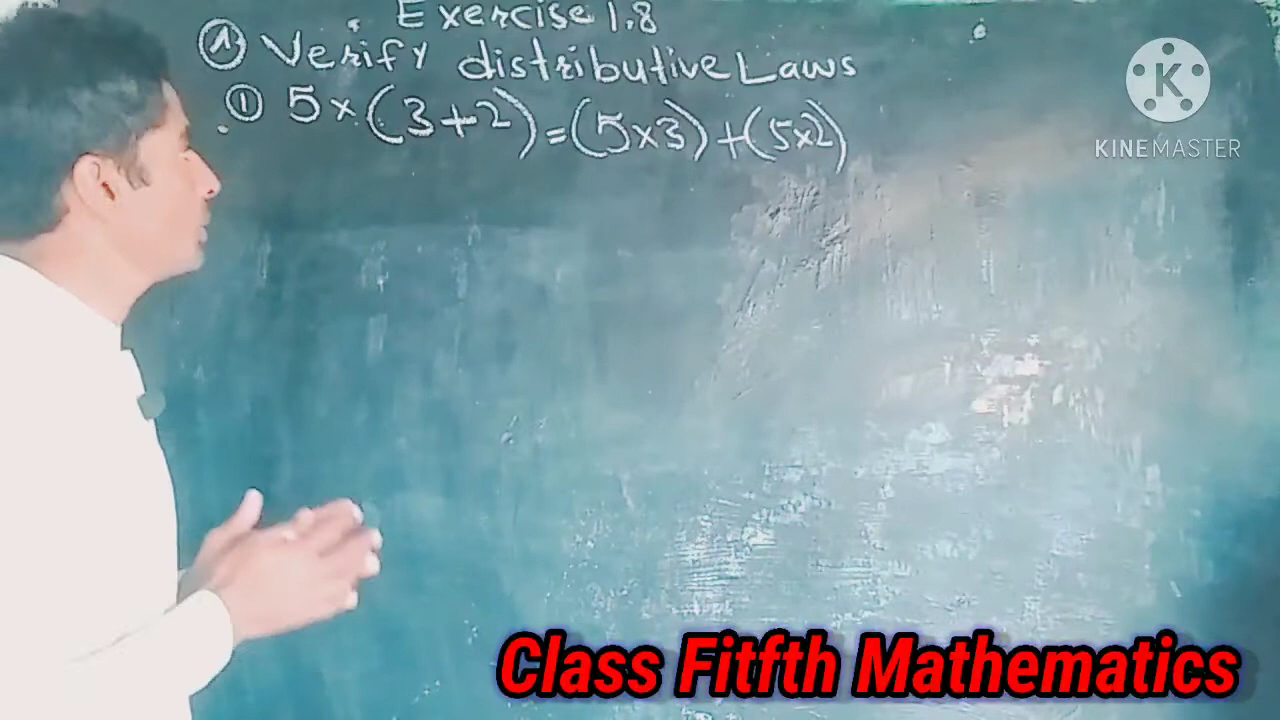 Exercise 1.8
① Verify distributive Laws
① 5×(3+2)=(5×3)+(5×2)
K
KINEMASTER
Class Fitfth Mathematics